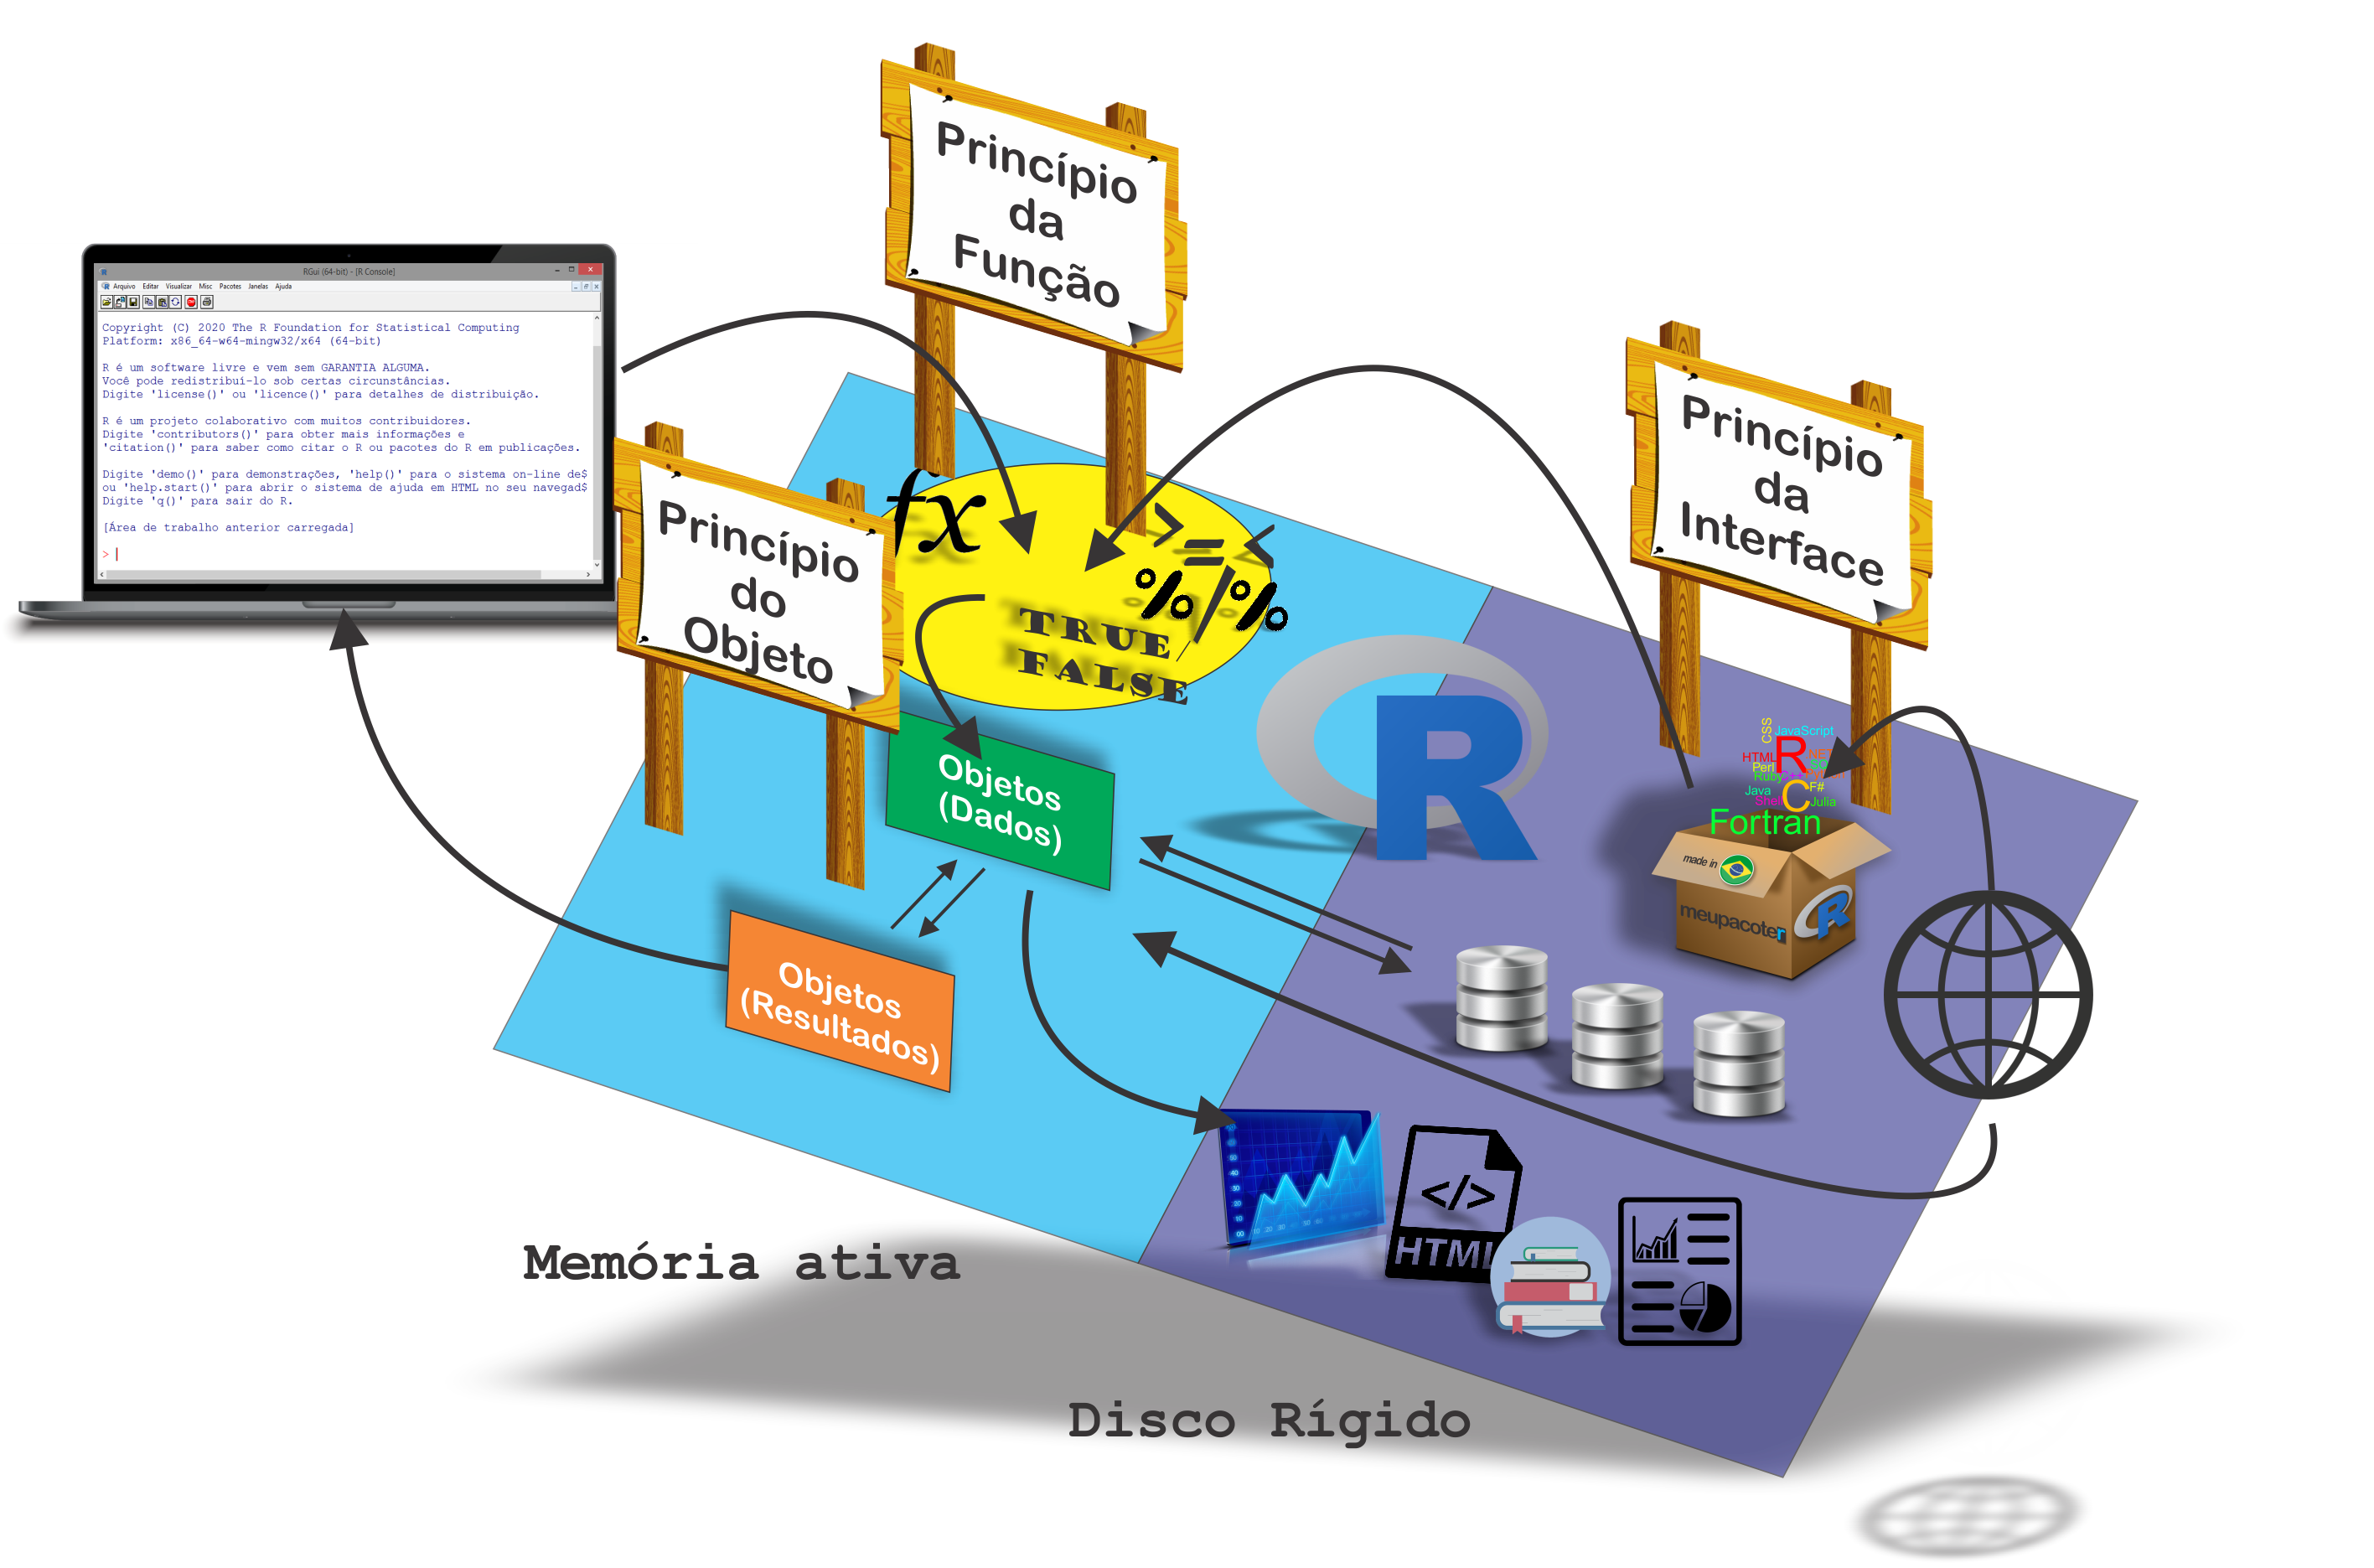 Princípio
da
Função
RGui (64-bit) - [R Console]
Arquivo Editar Visualizar Misc Pacotes Janelas Ajuda
STOP
Copyright (C) 2020 The R Foundation for Statistical Computing
Platform: x86_64-w64-mingw32/x64 (64-bit)
R é um software livre e vem sem GARANTIA ALGUMA.
Você pode redistribuí-lo sob certas circunstâncias.
Digite 'license()' ou 'licence()' para detalhes de distribuição.
R é um projeto colaborativo com muitos contribuidores.
Digite 'contributors()' para obter mais informações e
'citation()' para saber como citar o R ou pacotes do R em publicações.
Digite 'demo()' para demonstrações, 'help()' para o sistema on-line de$
ou 'help.start()' para abrir o sistema de ajuda em HTML no seu navegad$
Digite 'q()' para sair do R.
[Área de trabalho anterior carregada]
>
Princípio
do
Objeto
Princípio
da
Interface
fx
>=<
%/%
TRUE/
FALSE
R
Objetos
(Dados)
Objetos
(Resultados)
CSS
JavaScript
HTML
R
Perl
Ruby
C++
Java
C
F#
Shell
Julia
Fortran
made in
meupacoter
R
</>
HTML
Memória ativa
Disco Rígido